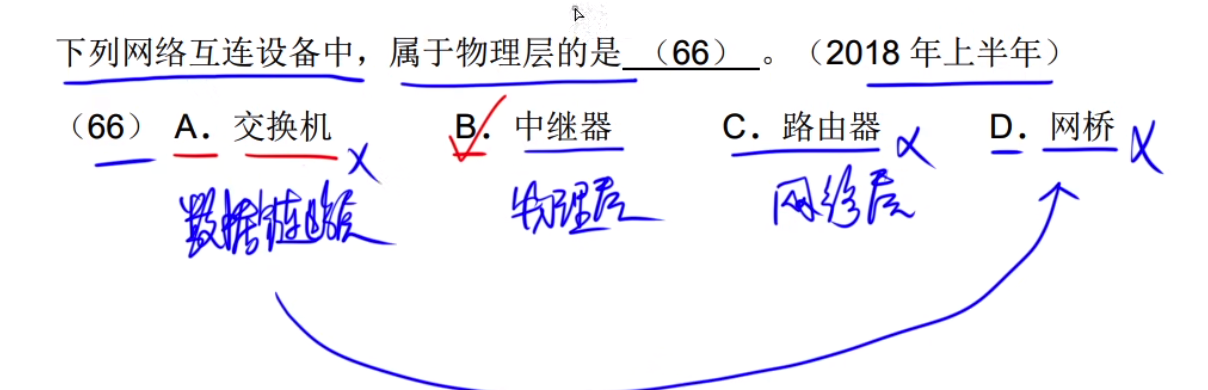 下列网络互连设备中，属于物理层的是（66）。（2018 年上半年）
（66） A．交换机 B．中继器 C．路由器 D．网桥
数据链路层 物理层 网络层